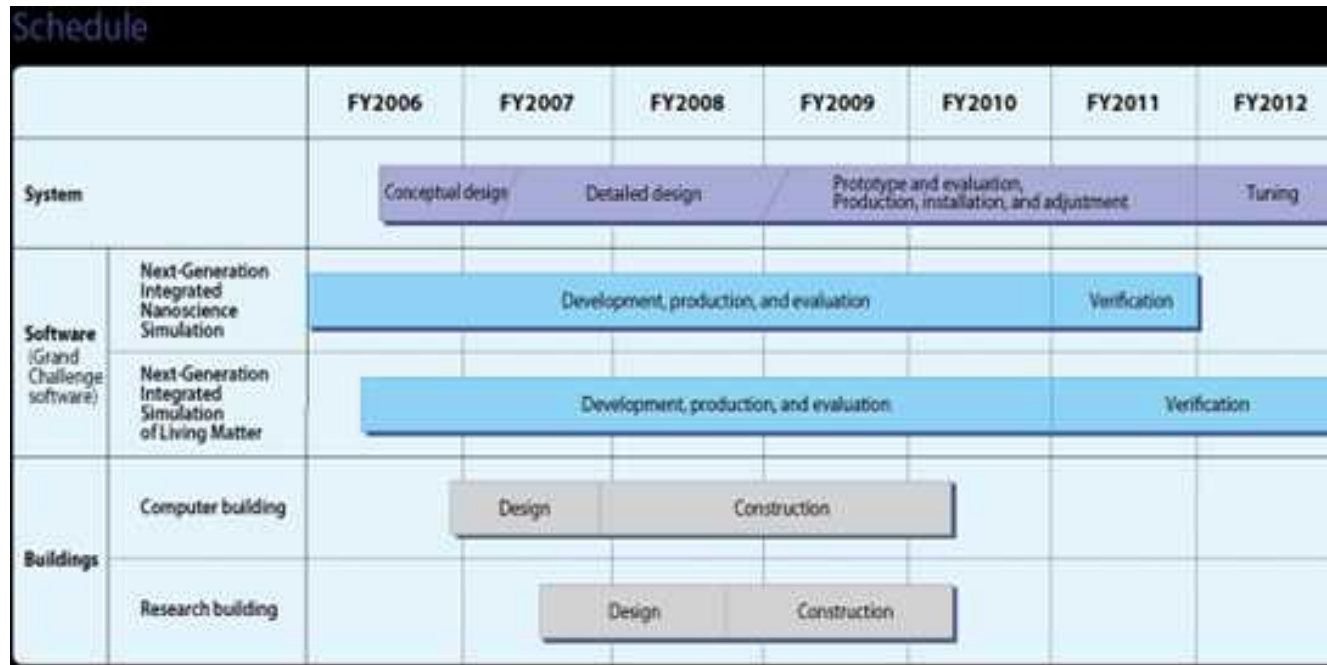 Schedule
FY2006 FY2007 FY2008 FY2009 FY2010 FY2011 FY2012
System
Conceptual design
Detailed design
Prototype and evaluation,
Production, installation, and adjustment
Tuning
Software
(Grand
Challenge
software)
Next-Generation
Integrated
Nanoscience
Simulation
Development, production, and evaluation
Verification
Next-Generation
Integrated
Simulation
of Living Matter
Development, production, and evaluation
Verification
Buildings
Computer building
Design
Construction
Research building
Design
Construction